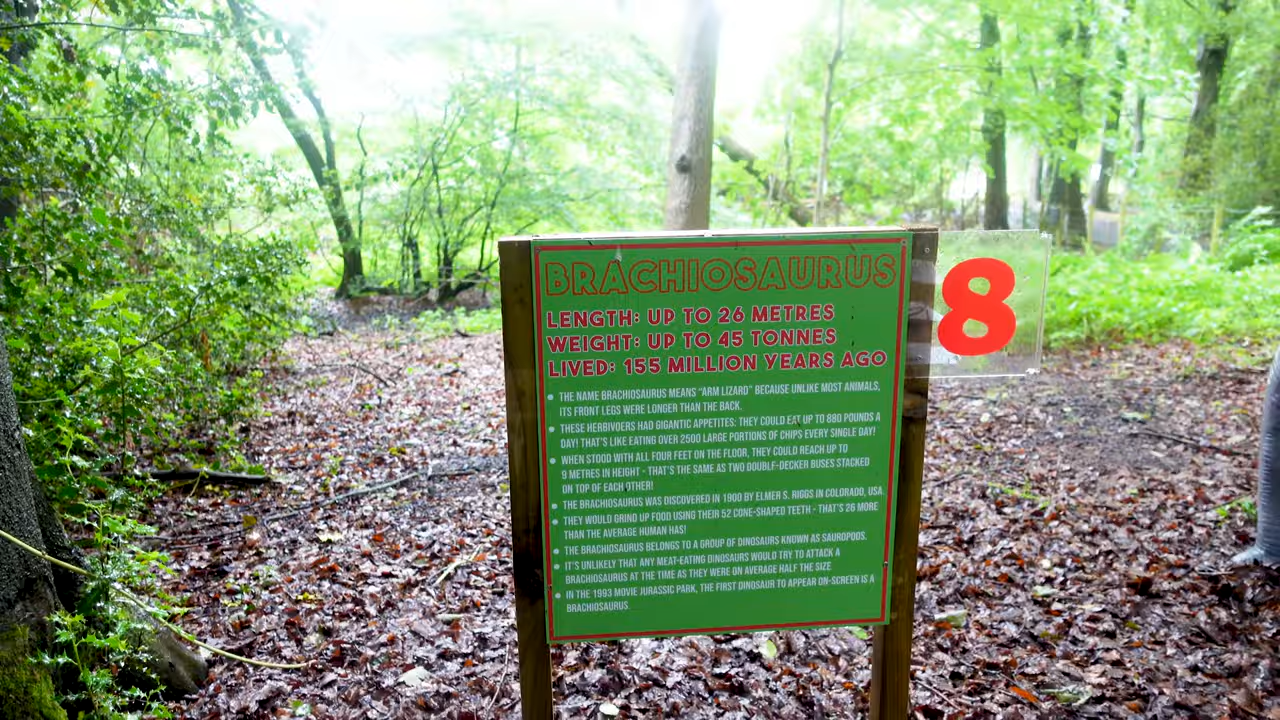 BRACHIOSAURUS
8
LENGTH: UP TO 26 METRES
WEIGHT: UP TO 45 TONNES
LIVED: 155 MILLION YEARS AGO
• THE NAME BRACHIOSAURUS MEANS "ARM LIZARD" BECAUSE UNLIKE MOST ANIMALS,
ITS FRONT LEGS WERE LONGER THAN THE BACK.
• THESE HERBIVOERS HAD GIGANTIC APPETITES: THEY COULD EAT UP TO 880 POUNDS A
DAY! THAT'S LIKE EATING OVER 2500 LARGE PORTIONS OF CHIPS EVERY SINGLE DAY!
• WHEN STOOD WITH ALL FOUR FEET ON THE FLOOR, THEY COULD REACH UP TO
9 METRES IN HEIGHT - THAT'S THE SAME AS TWO DOUBLE-DECKER BUSES STACKED
ON TOP OF EACH OTHER!
• THE BRACHIOSAURUS WAS DISCOVERED IN 1900 BY ELMER S. RIGGS IN COLORADO, USA.
• THEY WOULD GRIND UP FOOD USING THEIR 52 CONE-SHAPED TEETH - THAT'S 26 MORE
THAN THE AVERAGE HUMAN HAS!
• THE BRACHIOSAURUS BELONGS TO A GROUP OF DINOSAURS KNOWN AS SAUROPODS.
• IT'S UNLIKELY THAT ANY MEAT-EATING DINOSAURS WOULD TRY TO ATTACK A
BRACHIOSAURUS AT THE TIME AS THEY WERE ON AVERAGE HALF THE SIZE
• IN THE 1993 MOVIE JURASSIC PARK, THE FIRST DINOSAUR TO APPEAR ON-SCREEN IS A
BRACHIOSAURUS.